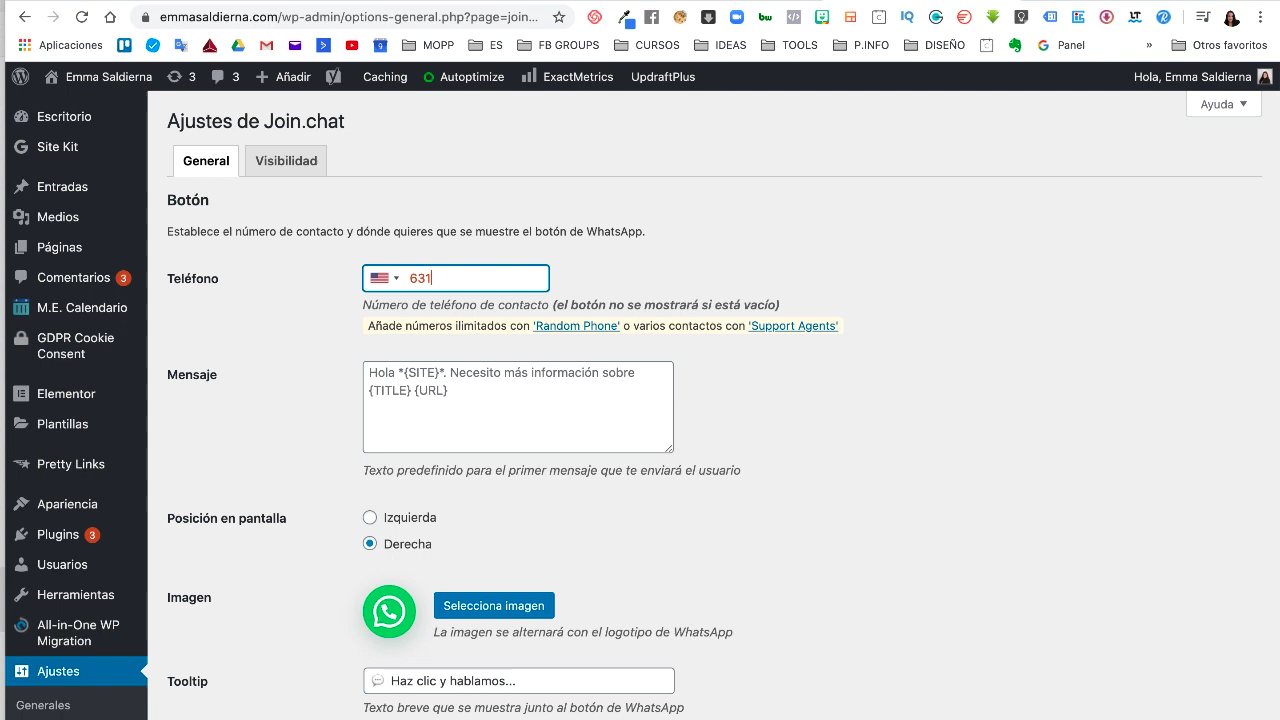 emmasaldierna.com/wp-admin/options-general.php?page=join...
Aplicaciones
MOPP
ES
FB GROUPS
CURSOS
IDEAS
TOOLS
P.INFO
DISEÑO
Panel
»
Otros favoritos
Emma Saldierna
3
3
Añadir
Caching
Autoptimize
ExactMetrics
UpdraftPlus
Hola, Emma Saldierna
Escritorio
Site Kit
Entradas
Medios
Páginas
Comentarios 3
M.E. Calendario
GDPR Cookie
Consent
Elementor
Plantillas
Pretty Links
Apariencia
Plugins 3
Usuarios
Herramientas
All-in-One WP
Migration
Ajustes
Generales
Ayuda
Ajustes de Join.chat
General
Visibilidad
Botón
Establece el número de contacto y dónde quieres que se muestre el botón de WhatsApp.
Teléfono
631
Número de teléfono de contacto (el botón no se mostrará si está vacío)
Añade números ilimitados con 'Random Phone' o varios contactos con 'Support Agents'
Mensaje
Hola *{SITE}*. Necesito más información sobre
{TITLE} {URL}
Texto predefinido para el primer mensaje que te enviará el usuario
Posición en pantalla
Izquierda
Derecha
Imagen
Selecciona imagen
La imagen se alternará con el logotipo de WhatsApp
Tooltip
Haz clic y hablamos...
Texto breve que se muestra junto al botón de WhatsApp